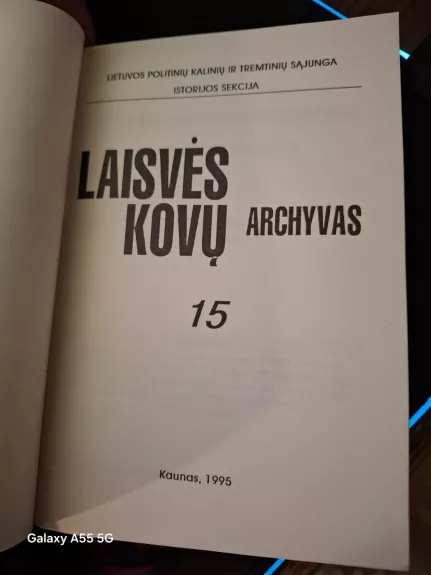 LIETUVOS POLITINIŲ KALINIŲ IR TREMTINIŲ SĄJUNGA
ISTORIJOS SEKCIJA
LAISVĖS
KOVŲ ARCHYVAS
15
Kaunas, 1995
Galaxy A55 5G